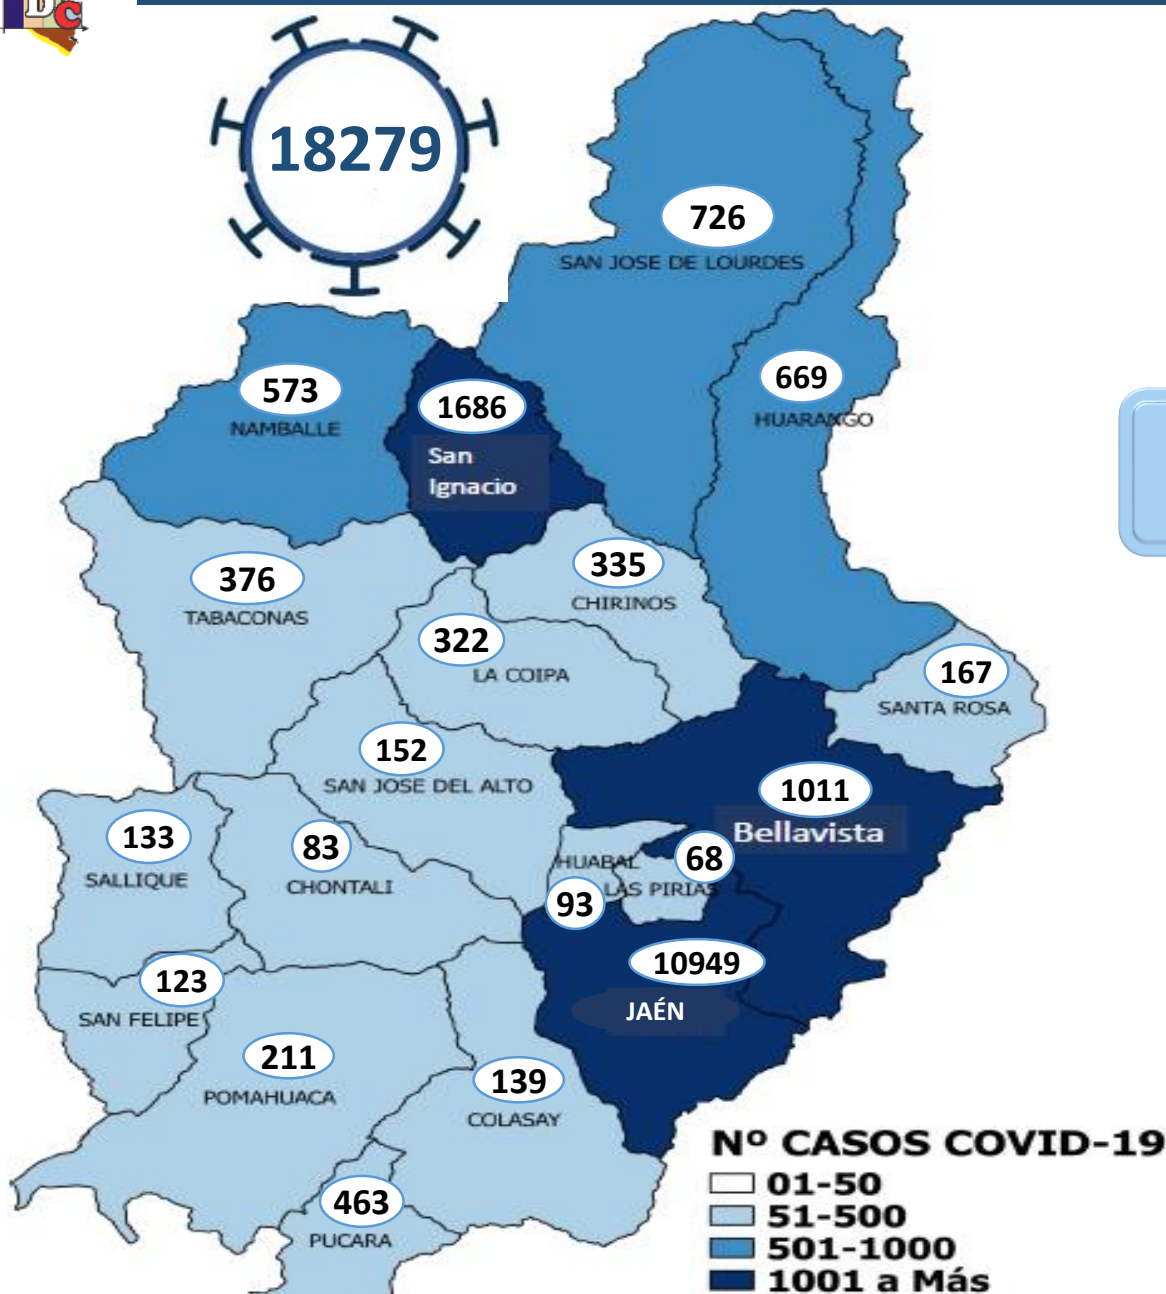 DC
18279
726
SAN JOSE DE LOURDES
669
HUARANGO
573
NAMBALLE
1686
San
Ignacio
376
TABACONAS
335
CHIRINOS
322
LA COIPA
167
SANTA ROSA
152
SAN JOSE DEL ALTO
1011
Bellavista
133
SALLIQUE
83
CHONTALI
HUABAL
68
LAS PIRIAS
93
10949
JAÉN
123
SAN FELIPE
211
POMAHUACA
139
COLASAY
463
PUCARA
Nº CASOS COVID-19
01-50
51-500
501-1000
1001 a Más